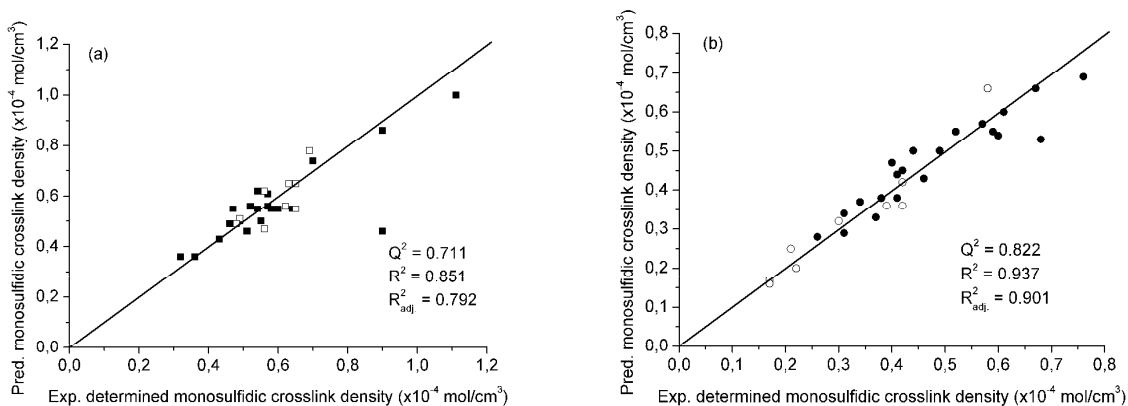 (a)
Pred. monosulfidic crosslink density (x10⁻⁴ mol/cm³)
1,2
1,0
0,8
0,6
0,4
0,2
0,0
Q² = 0.711
R² = 0.851
R²adj. = 0.792
0,0 0,2 0,4 0,6 0,8 1,0 1,2
Exp. determined monosulfidic crosslink density (x10⁻⁴ mol/cm³)
(b)
Pred. monosulfidic crosslink density (x10⁻⁴ mol/cm³)
0,8
0,7
0,6
0,5
0,4
0,3
0,2
0,1
0,0
Q² = 0.822
R² = 0.937
R²adj. = 0.901
0,0 0,1 0,2 0,3 0,4 0,5 0,6 0,7 0,8
Exp. determined monosulfidic crosslink density (x10⁻⁴ mol/cm³)